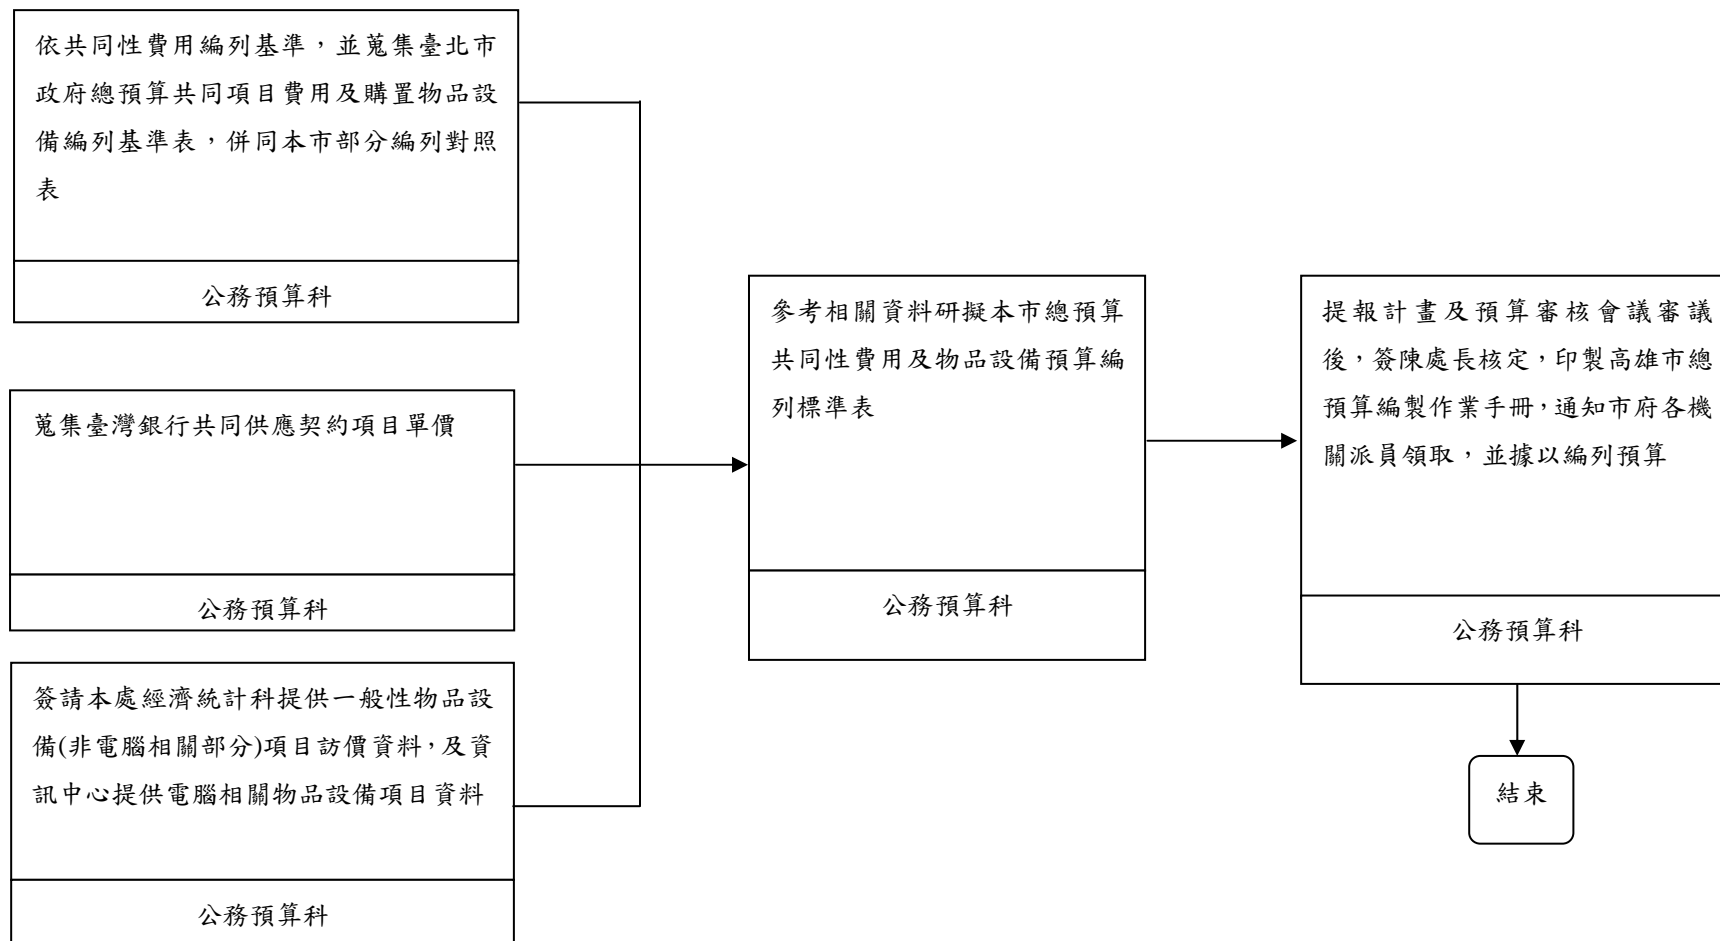 依共同性費用編列基準，並蒐集臺北市
政府總預算共同項目費用及購置物品設
備編列基準表，併同本市部分編列對照
表
公務預算科
蒐集臺灣銀行共同供應契約項目單價
公務預算科
簽請本處經濟統計科提供一般性物品設
備(非電腦相關部分)項目訪價資料，及資
訊中心提供電腦相關物品設備項目資料
公務預算科
參考相關資料研擬本市總預算
共同性費用及物品設備預算編
列標準表
公務預算科
提報計畫及預算審核會議審議
後，簽陳處長核定，印製高雄市總
預算編製作業手冊，通知市府各機
關派員領取，並據以編列預算
公務預算科
結束